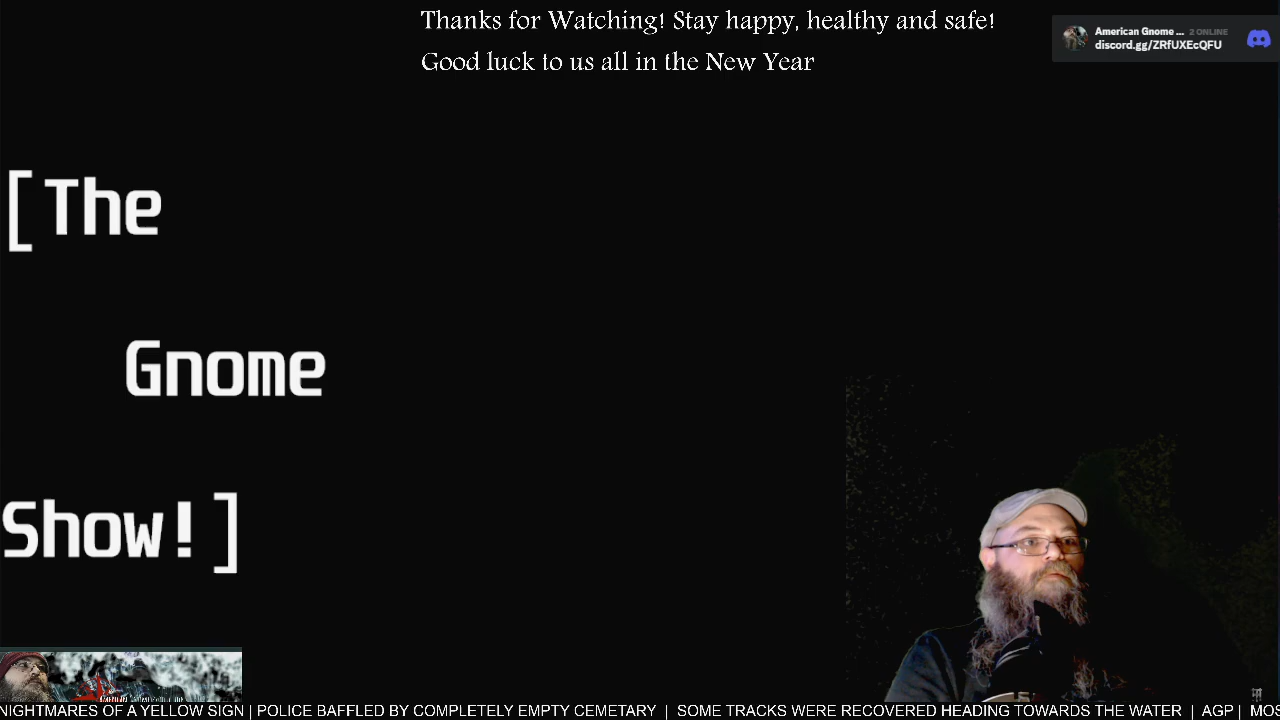 Thanks for Watching! Stay happy, healthy and safe!
Good luck to us all in the New Year
American Gnome ... 2 ONLINE
discord.gg/ZRfUXEcQFU
[The
Gnome
Show!]
NIGHTMARES OF A YELLOW SIGN | POLICE BAFFLED BY COMPLETELY EMPTY CEMETARY | SOME TRACKS WERE RECOVERED HEADING TOWARDS THE WATER | AGP | MOS